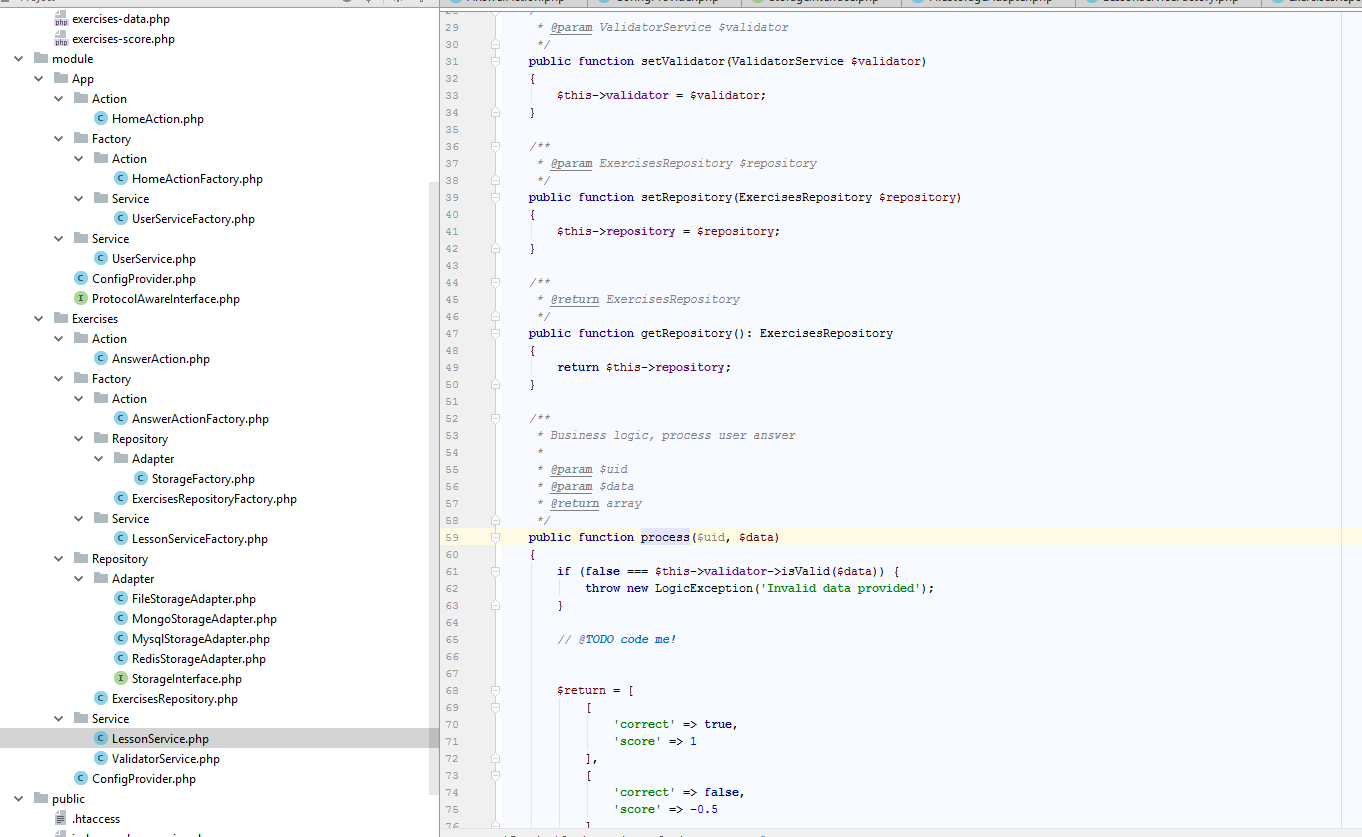 exercises-data.php
exercises-score.php
module
App
Action
HomeAction.php
Factory
Action
HomeActionFactory.php
Service
UserServiceFactory.php
Service
UserService.php
ConfigProvider.php
ProtocolAwareInterface.php
Exercises
Action
AnswerAction.php
Factory
Action
AnswerActionFactory.php
Repository
Adapter
StorageFactory.php
ExercisesRepositoryFactory.php
Service
LessonServiceFactory.php
Repository
Adapter
FileStorageAdapter.php
MongoStorageAdapter.php
MysqlStorageAdapter.php
RedisStorageAdapter.php
StorageInterface.php
ExercisesRepository.php
Service
LessonService.php
ValidatorService.php
ConfigProvider.php
public
.htaccess
29 * @param ValidatorService $validator
30 */
31 public function setValidator(ValidatorService $validator)
32 {
33 $this->validator = $validator;
34 }
35
36 /**
37 * @param ExercisesRepository $repository
38 */
39 public function setRepository(ExercisesRepository $repository)
40 {
41 $this->repository = $repository;
42 }
43
44 /**
45 * @return ExercisesRepository
46 */
47 public function getRepository(): ExercisesRepository
48 {
49 return $this->repository;
50 }
51
52 /**
53 * Business logic, process user answer
54 *
55 * @param $uid
56 * @param $data
57 * @return array
58 */
59 public function process($uid, $data)
60 {
61 if (false === $this->validator->isValid($data)) {
62 throw new LogicException('Invalid data provided');
63 }
64
65 // @TODO code me!
66
67
68 $return = [
69 [
70 'correct' => true,
71 'score' => 1
72 ],
73 [
74 'correct' => false,
75 'score' => -0.5
76 ]